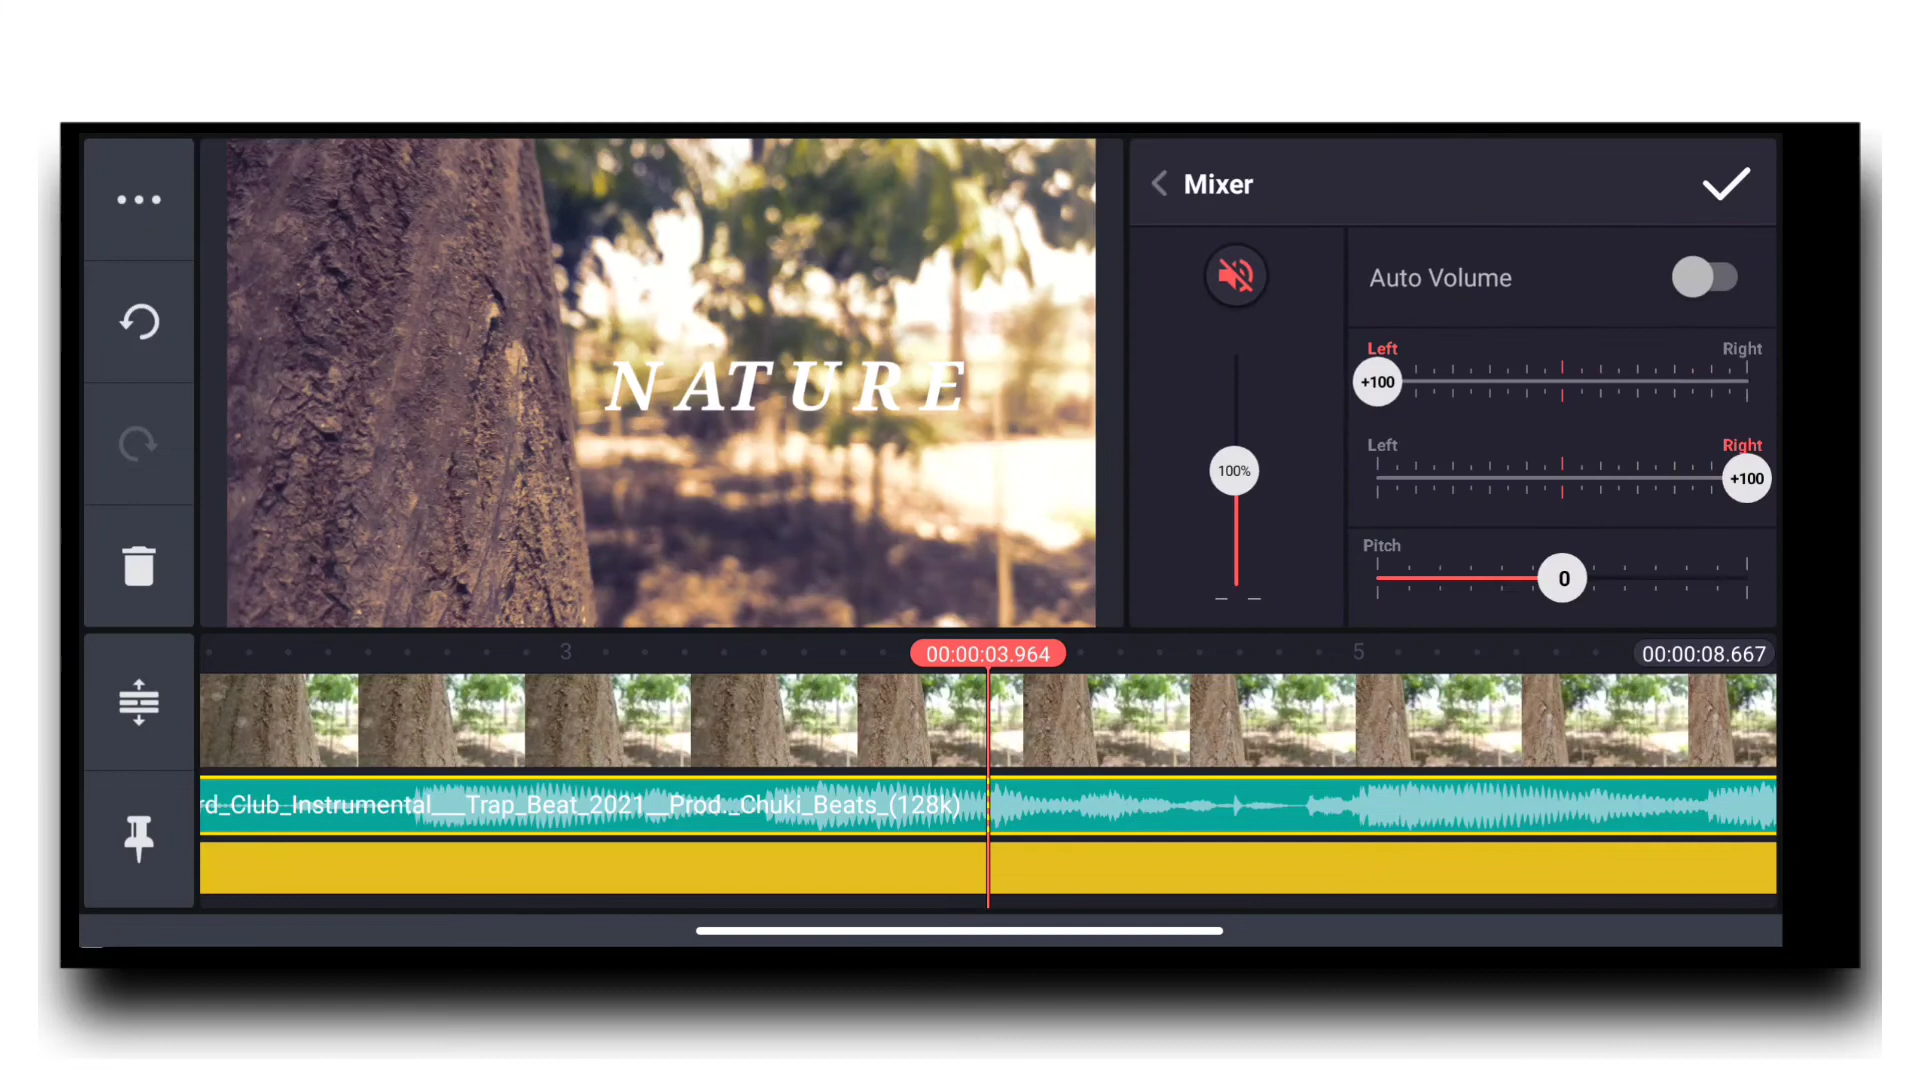 Mixer
Auto Volume
Left
Right
+100
NATURE
Left
Right
100%
+100
Pitch
0
3
00:00:03.964
5
00:00:08.667
rd_Club_Instrumental___Trap_Beat_2021__Prod._Chuki_Beats_(128k)